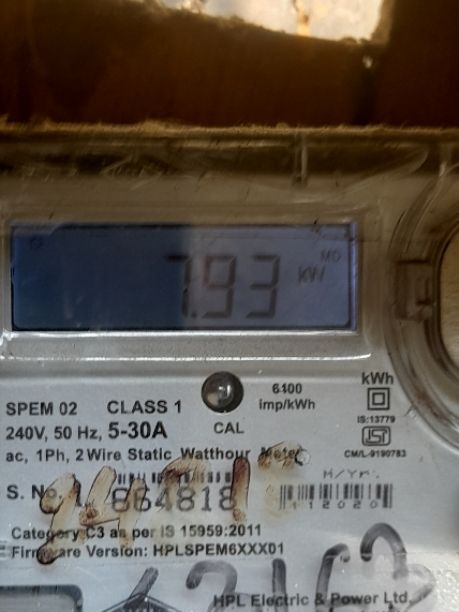 7.93 kW MD
SPEM 02 CLASS 1
240V, 50 Hz, 5-30A
CAL
6400 imp/kWh
kWh
IS:13779
CM/L-9190783
ac, 1Ph, 2 Wire Static Watthour Meter
M/Yr.
S. No. 864818
112020
Category C3 as per IS 15959:2011
Firmware Version: HPLSPEM6XXX01
HPL Electric & Power Ltd.